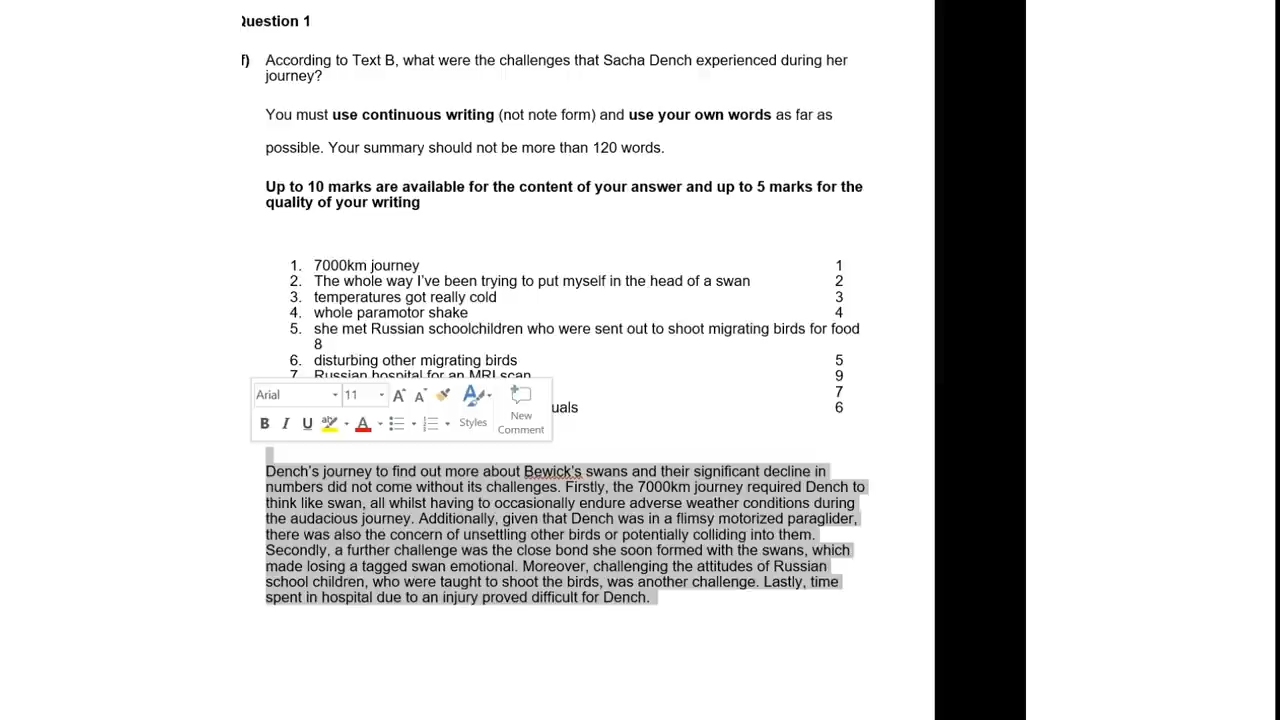 Question 1
f) According to Text B, what were the challenges that Sacha Dench experienced during her
journey?
You must use continuous writing (not note form) and use your own words as far as
possible. Your summary should not be more than 120 words.
Up to 10 marks are available for the content of your answer and up to 5 marks for the
quality of your writing
1. 7000km journey 1
2. The whole way I've been trying to put myself in the head of a swan 2
3. temperatures got really cold 3
4. whole paramotor shake 4
5. she met Russian schoolchildren who were sent out to shoot migrating birds for food
8
6. disturbing other migrating birds 5
7. Russian hospital for an MRI scan 9
7
uals 6
Arial 11
B I U Styles New
Comment
Dench's journey to find out more about Bewick's swans and their significant decline in
numbers did not come without its challenges. Firstly, the 7000km journey required Dench to
think like swan, all whilst having to occasionally endure adverse weather conditions during
the audacious journey. Additionally, given that Dench was in a flimsy motorized paraglider,
there was also the concern of unsettling other birds or potentially colliding into them.
Secondly, a further challenge was the close bond she soon formed with the swans, which
made losing a tagged swan emotional. Moreover, challenging the attitudes of Russian
school children, who were taught to shoot the birds, was another challenge. Lastly, time
spent in hospital due to an injury proved difficult for Dench.